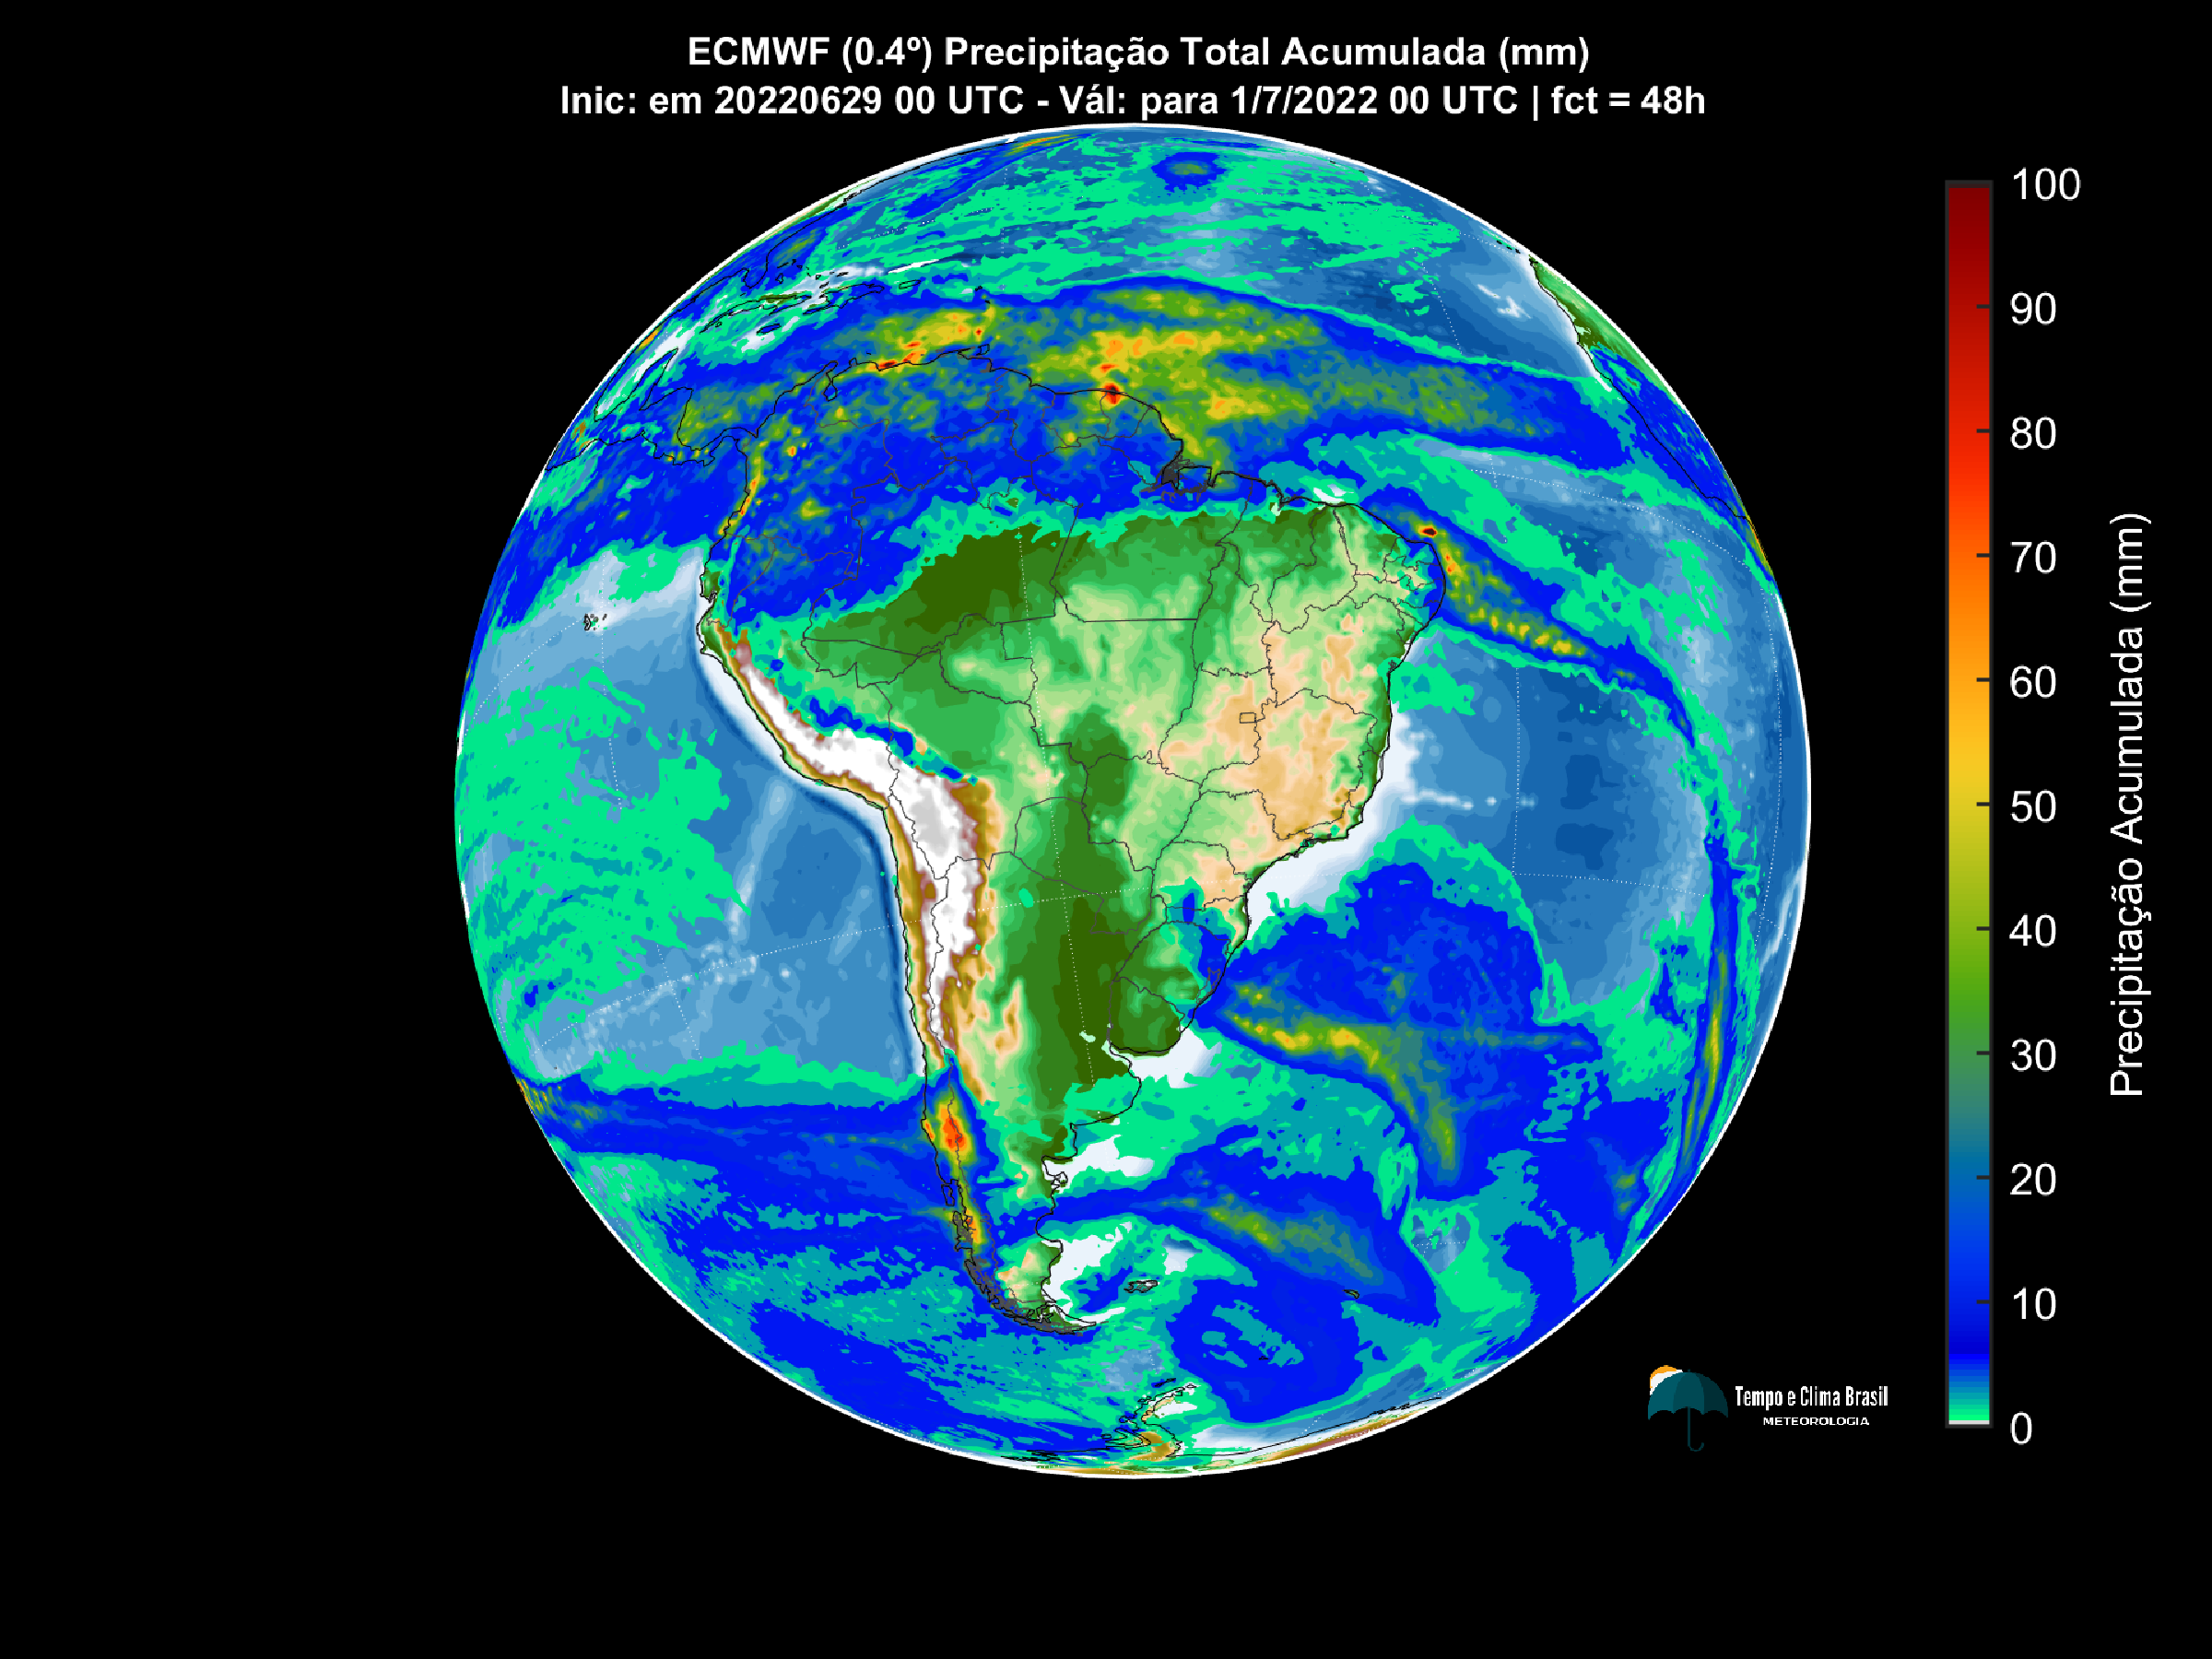 ECMWF (0.4º) Precipitação Total Acumulada (mm)
Inic: em 20220629 00 UTC - Vál: para 1/7/2022 00 UTC | fct = 48h
100
90
80
70
60
50
40
30
20
10
0
Precipitação Acumulada (mm)
Tempo e Clima Brasil
METEOROLOGIA